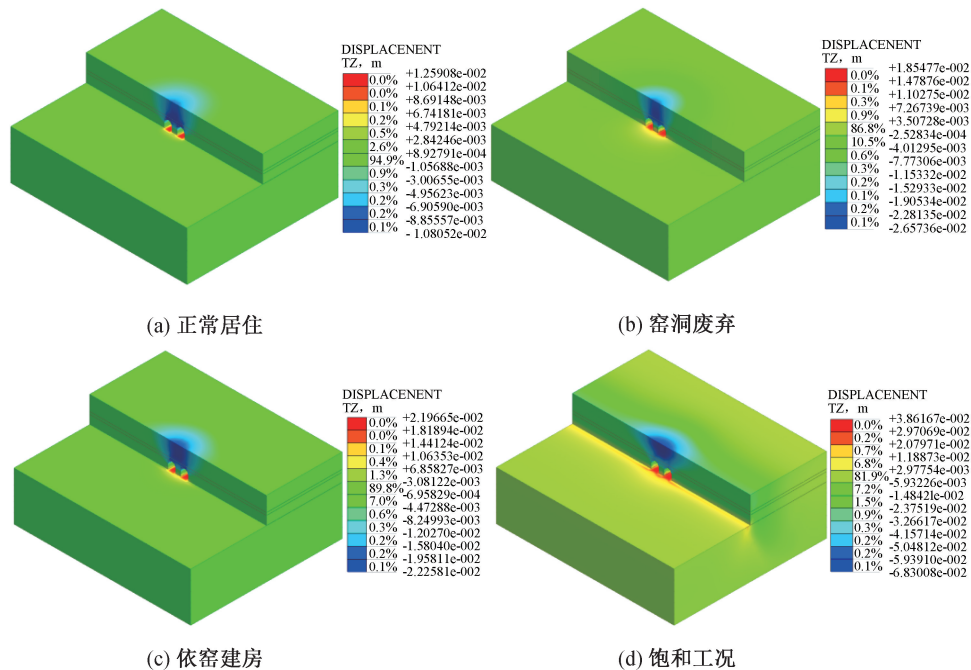 DISPLACENENT
TZ，m
+1.25908e-002
0.0%
+1.06412e-002
0.0%
+8.69148e-003
0.1%
+6.74181e-003
0.2%
+4.79214e-003
0.5%
+2.84246e-003
2.6%
+8.92791e-004
94.9%
-1.05688e-003
0.9%
-3.00655e-003
0.3%
-4.95623e-003
0.2%
-6.90590e-003
0.2%
-8.85557e-003
0.1%
-1.08052e-002
(a) 正常居住
DISPLACENENT
TZ，m
+1.85477e-002
0.0%
+1.47876e-002
0.1%
+1.10275e-002
0.3%
+7.26739e-003
0.9%
+3.50728e-003
86.8%
-2.52834e-004
10.5%
-4.01295e-003
0.6%
-7.77306e-003
0.3%
-1.15332e-002
0.2%
-1.52933e-002
0.2%
-1.90534e-002
0.2%
-2.28135e-002
0.1%
-2.65736e-002
(b) 窑洞废弃
DISPLACENENT
TZ，m
+2.19665e-002
0.0%
+1.81894e-002
0.0%
+1.44124e-002
0.1%
+1.06353e-002
0.4%
+6.85827e-003
1.3%
-3.08122e-003
89.8%
-6.95829e-004
7.0%
-4.47288e-003
0.6%
-8.24993e-003
0.3%
-1.20270e-002
0.2%
-1.58040e-002
0.2%
-1.95811e-002
0.1%
-2.22581e-002
(c) 依窑建房
DISPLACENENT
TZ，m
+3.86167e-002
0.0%
+2.97069e-002
0.2%
+2.07971e-002
0.7%
+1.18873e-002
6.8%
+2.97754e-003
81.9%
-5.93226e-003
7.2%
-1.4842l-002
1.5%
-2.37519e-002
0.9%
-3.26617e-002
0.3%
-4.15714e-002
0.2%
-5.04812e-002
0.2%
-5.93910e-002
0.1%
-6.83008e-002
(d) 饱和工况